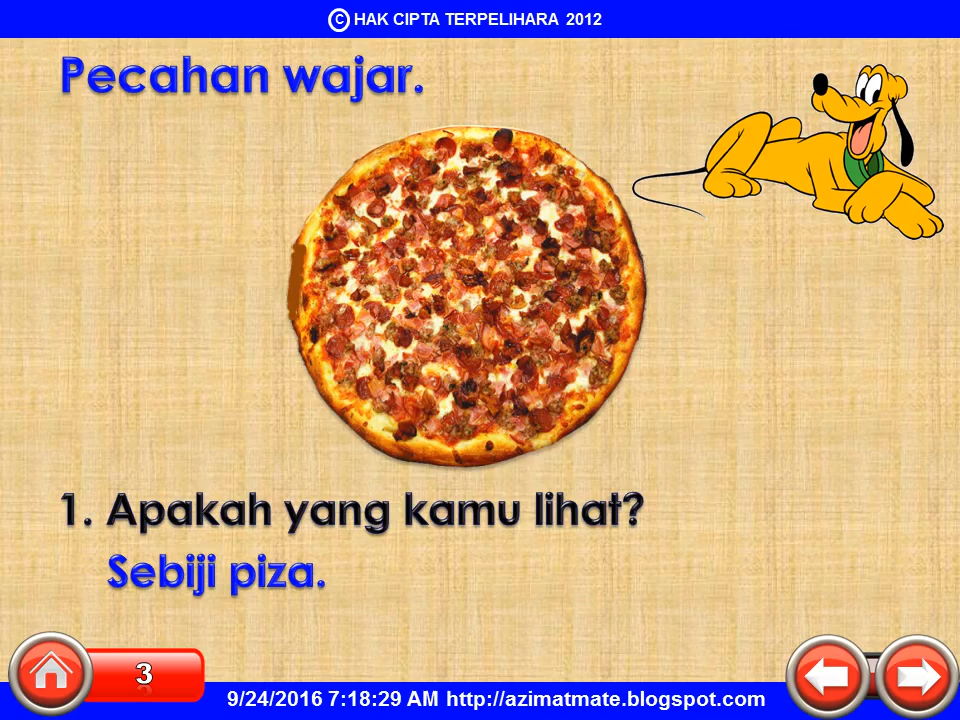 © HAK CIPTA TERPELIHARA 2012
Pecahan wajar.
1. Apakah yang kamu lihat?
Sebiji piza.
3
9/24/2016 7:18:29 AM http://azimatmate.blogspot.com